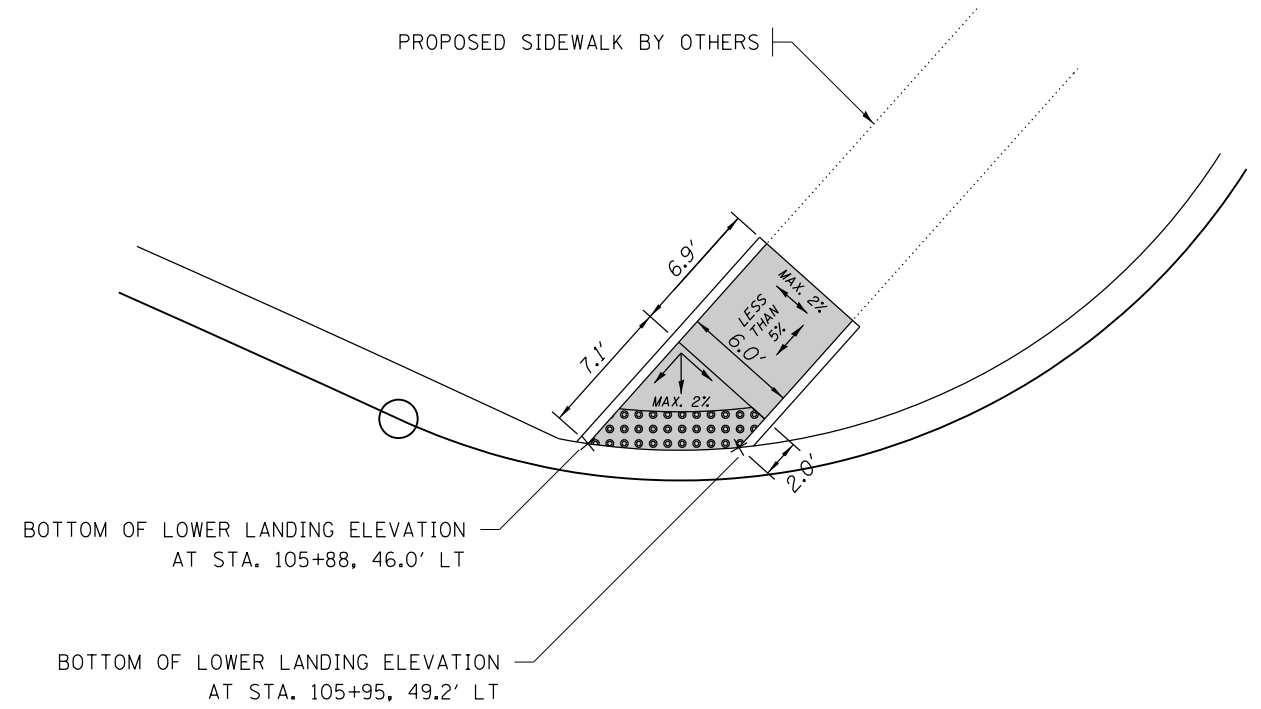 PROPOSED SIDEWALK BY OTHERS
6.9'
MAX. 2%
LESS
THAN
5%
7.1'
6.0'
MAX. 2%
2.0'
BOTTOM OF LOWER LANDING ELEVATION
AT STA. 105+88, 46.0' LT
BOTTOM OF LOWER LANDING ELEVATION
AT STA. 105+95, 49.2' LT